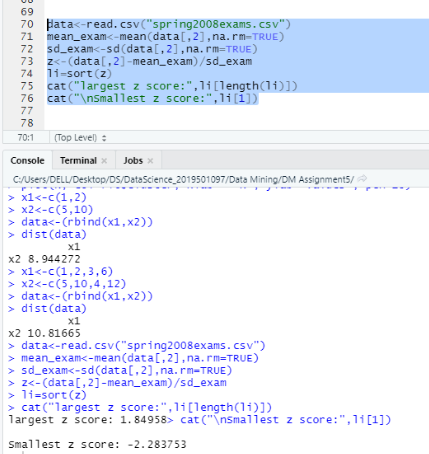 69
70 data<-read.csv("spring2008exams.csv")
71 mean_exam<-mean(data[,2],na.rm=TRUE)
72 sd_exam<-sd(data[,2],na.rm=TRUE)
73 z<-(data[,2]-mean_exam)/sd_exam
74 li=sort(z)
75 cat("largest z score:",li[length(li)])
76 cat("\nSmallest z score:",li[1])
77
78
70:1 (Top Level)
Console Terminal × Jobs ×
C:/Users/DELL/Desktop/DS/DataScience_2019501097/Data Mining/DM Assignment5/
> x1<-c(1,2)
> x2<-c(5,10)
> data<-(rbind(x1,x2))
> dist(data)
x1
x2 8.944272
> x1<-c(1,2,3,6)
> x2<-c(5,10,4,12)
> data<-(rbind(x1,x2))
> dist(data)
x1
x2 10.81665
> data<-read.csv("spring2008exams.csv")
> mean_exam<-mean(data[,2],na.rm=TRUE)
> sd_exam<-sd(data[,2],na.rm=TRUE)
> z<-(data[,2]-mean_exam)/sd_exam
> li=sort(z)
> cat("largest z score:",li[length(li)])
largest z score: 1.84958> cat("\nSmallest z score:",li[1])
Smallest z score: -2.283753